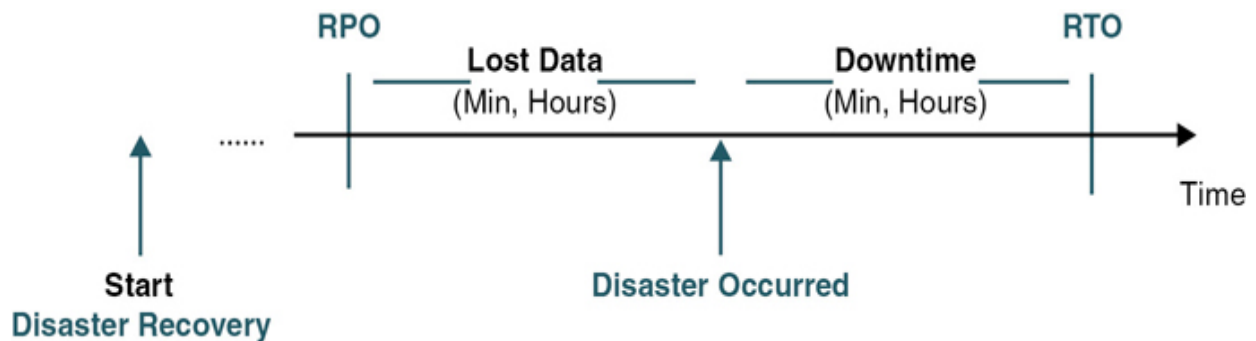 RPO
RTO
Lost Data
(Min, Hours)
Downtime
(Min, Hours)
......
Time
Start
Disaster Recovery
Disaster Occurred